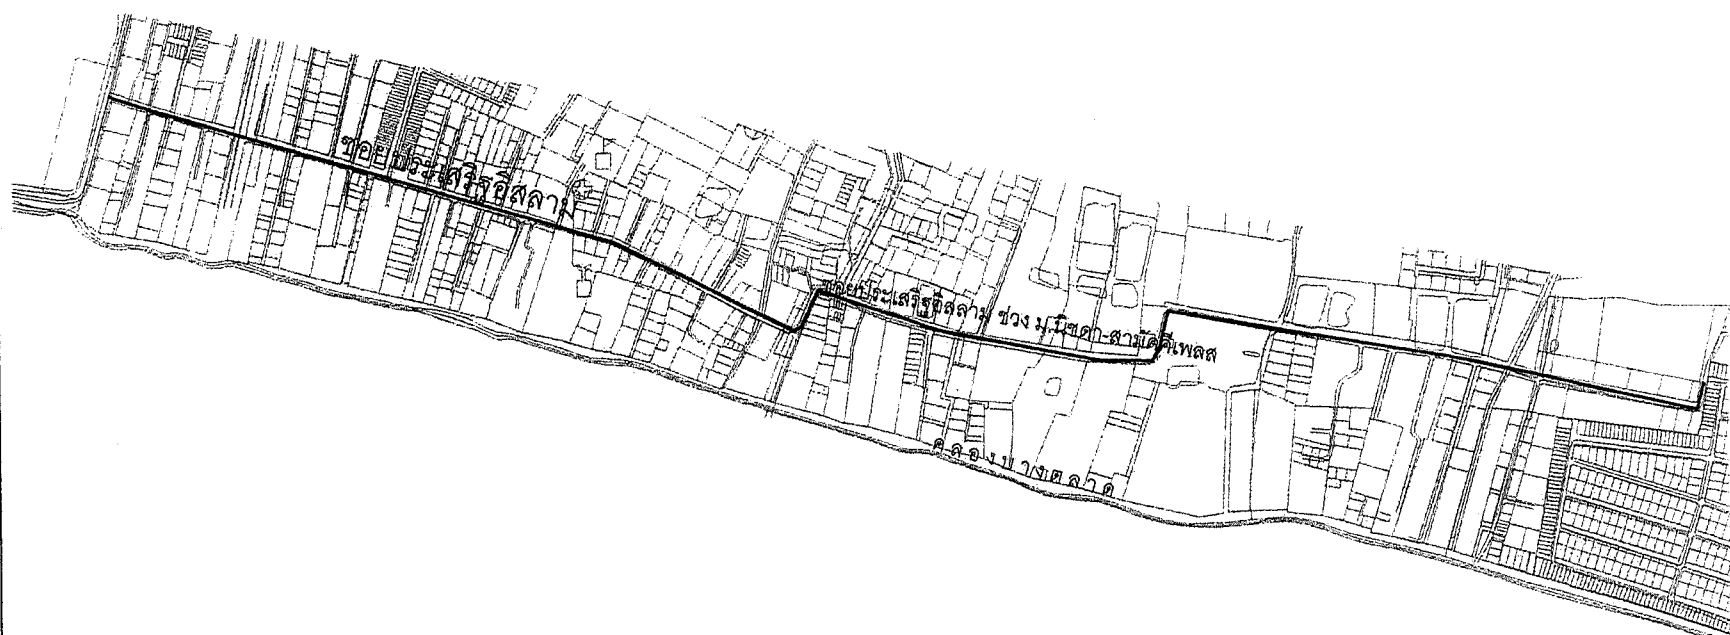 ซอยประเสริฐอิสลาม
ซอยประเสริฐอิสลาม ช่วง ม.นิชดา-สามัคคีเพลส
คลองบางตลาด